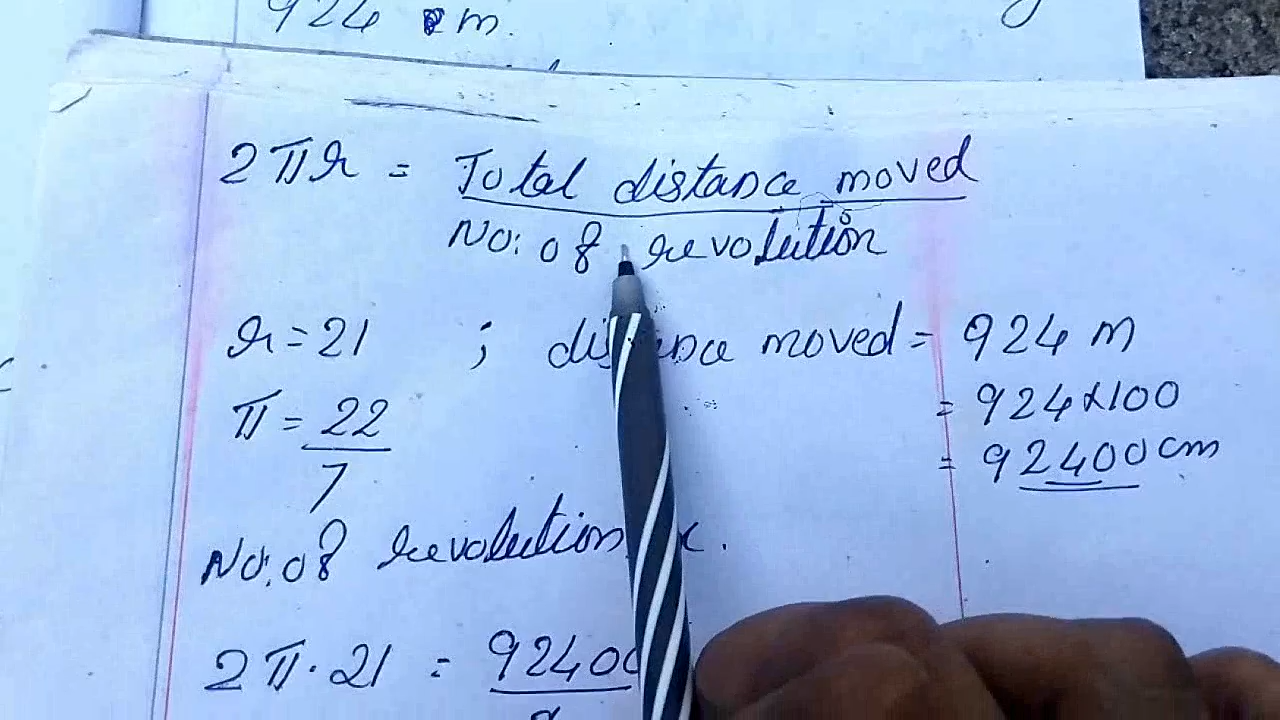 924 m.
2πr = Total distance moved
No: of revolution
r = 21 ; distance moved = 924 m
π = 22
= 924×100
7
= 92400 cm
No: of revolution x.
2π·21 = 92400
x